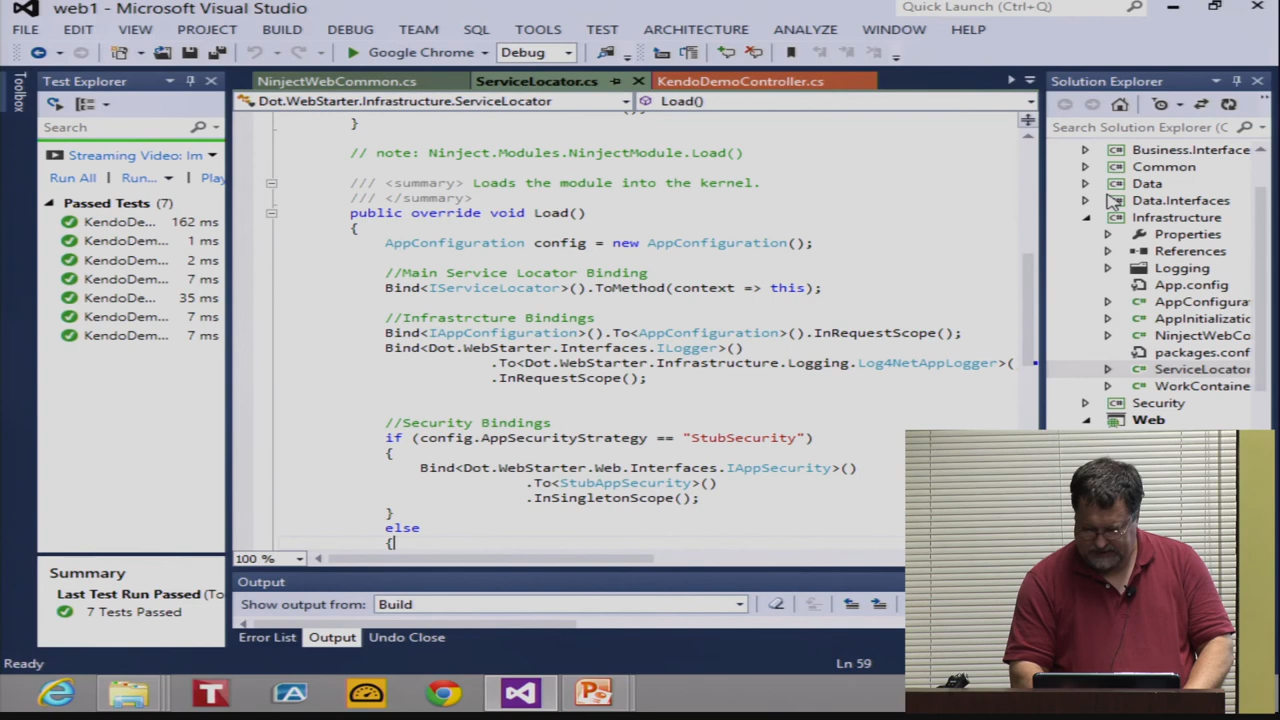 web1 - Microsoft Visual Studio
Quick Launch (Ctrl+Q)
FILE EDIT VIEW PROJECT BUILD DEBUG TEAM SQL TOOLS TEST ARCHITECTURE ANALYZE WINDOW HELP
Google Chrome Debug
Toolbox
Test Explorer
Search
Streaming Video: Im
Run All Run... Play
Passed Tests (7)
KendoDe... 162 ms
KendoDem... 1 ms
KendoDem... 2 ms
KendoDem... 7 ms
KendoDe... 35 ms
KendoDem... 7 ms
KendoDem... 7 ms
Summary
Last Test Run Passed (To
7 Tests Passed
NinjectWebCommon.cs ServiceLocator.cs KendoDemoController.cs
Dot.WebStarter.Infrastructure.ServiceLocator Load()
}
// note: Ninject.Modules.NinjectModule.Load()
/// <summary> Loads the module into the kernel.
/// </summary>
public override void Load()
{
AppConfiguration config = new AppConfiguration();
//Main Service Locator Binding
Bind<IServiceLocator>().ToMethod(context => this);
//Infrastrcture Bindings
Bind<IAppConfiguration>().To<AppConfiguration>().InRequestScope();
Bind<Dot.WebStarter.Interfaces.ILogger>()
.To<Dot.WebStarter.Infrastructure.Logging.Log4NetAppLogger>(
.InRequestScope();
//Security Bindings
if (config.AppSecurityStrategy == "StubSecurity")
{
Bind<Dot.WebStarter.Web.Interfaces.IAppSecurity>()
.To<StubAppSecurity>()
.InSingletonScope();
}
else
{
100 %
Output
Show output from: Build
Error List Output Undo Close
Solution Explorer
Search Solution Explorer (C
Business.Interface
Common
Data
Data.Interfaces
Infrastructure
Properties
References
Logging
App.config
AppConfigura
AppInitializatio
NinjectWebCo
packages.conf
ServiceLocator
WorkContaine
Security
Web
Ready Ln 59